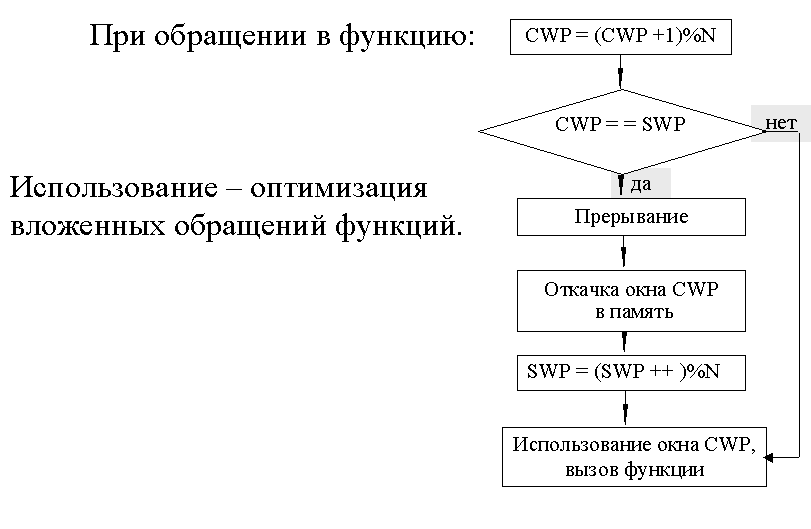 При обращении в функцию:
CWP = (CWP +1)%N
CWP = = SWP
нет
да
Использование – оптимизация
вложенных обращений функций.
Прерывание
Откачка окна CWP
в память
SWP = (SWP ++ )%N
Использование окна CWP,
вызов функции